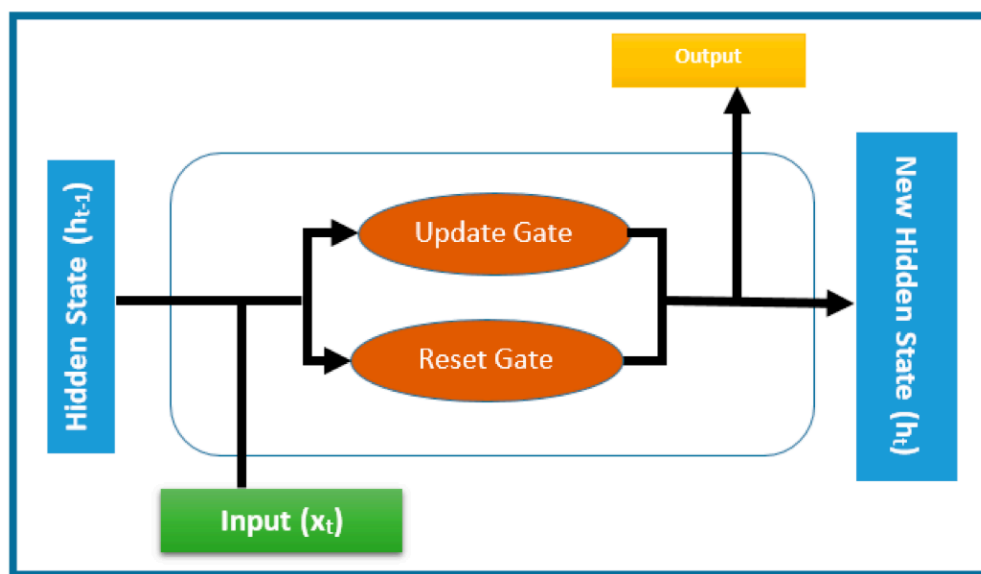 Output
Hidden State (hₜ₋₁)
Update Gate
Reset Gate
New Hidden State (hₜ)
Input (xₜ)